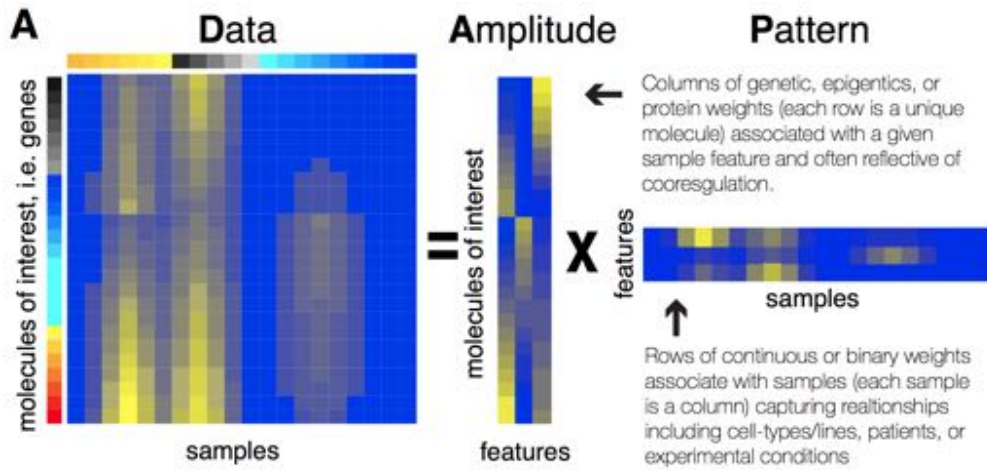 A
Data
Amplitude
Pattern
molecules of interest, i.e. genes
samples
=
molecules of interest
features
X
Columns of genetic, epigentics, or
protein weights (each row is a unique
molecule) associated with a given
sample feature and often reflective of
cooresgulation.
features
samples
Rows of continuous or binary weights
associate with samples (each sample
is a column) capturing realtionships
including cell-types/lines, patients, or
experimental conditions